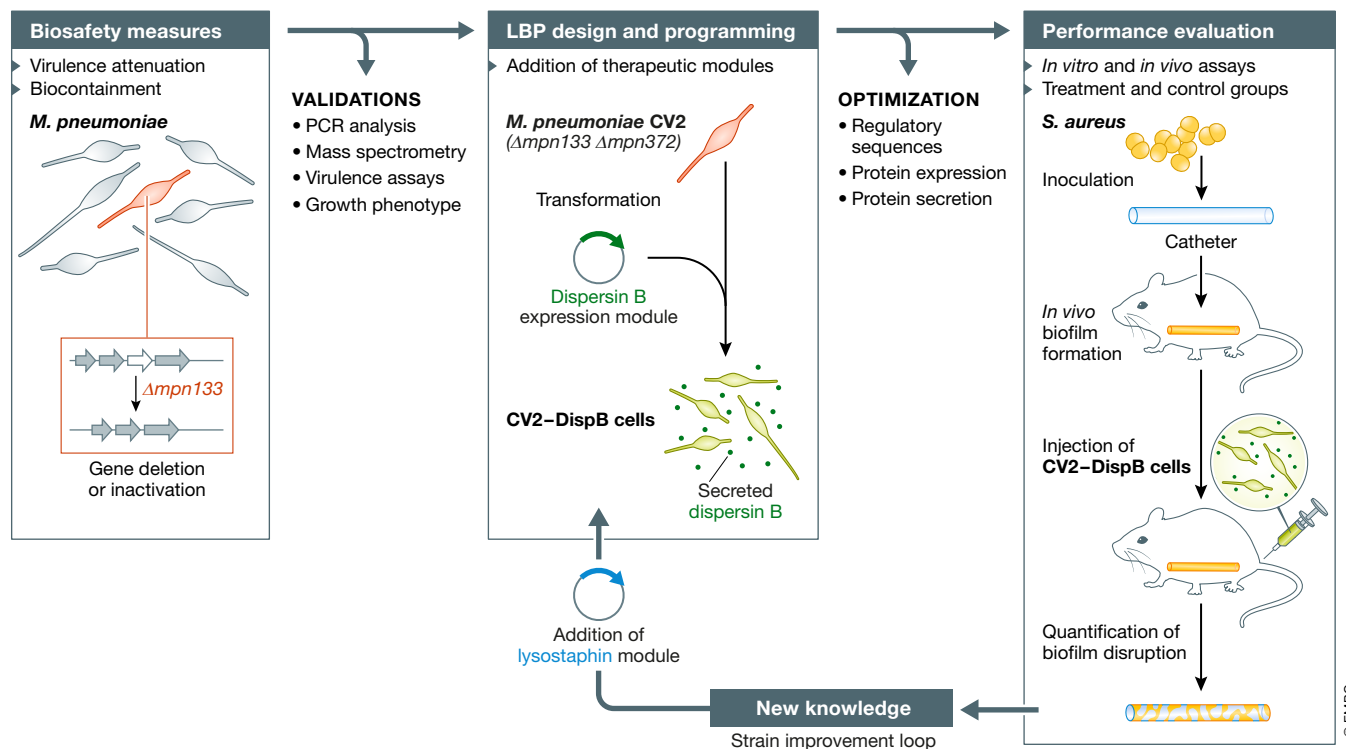 Biosafety measures
Virulence attenuation
Biocontainment
M. pneumoniae
Δmpn133
Gene deletion
or inactivation
VALIDATIONS
• PCR analysis
• Mass spectrometry
• Virulence assays
• Growth phenotype
LBP design and programming
Addition of therapeutic modules
M. pneumoniae CV2
(Δmpn133 Δmpn372)
Transformation
Dispersin B
expression module
CV2–DispB cells
Secreted
dispersin B
OPTIMIZATION
• Regulatory
sequences
• Protein expression
• Protein secretion
Performance evaluation
In vitro and in vivo assays
Treatment and control groups
S. aureus
Inoculation
Catheter
In vivo
biofilm
formation
Injection of
CV2–DispB cells
Quantification of
biofilm disruption
Addition of
lysostaphin module
New knowledge
Strain improvement loop
© EMBO